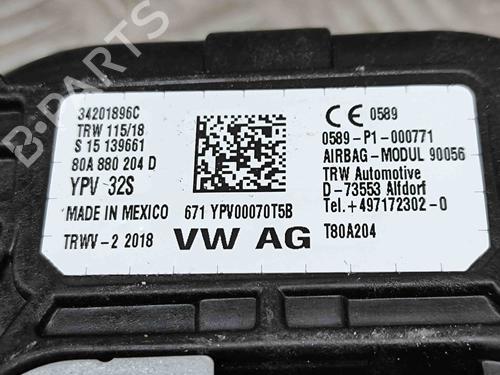 34201896C
TRW 115/18
S 15 139661
80A 880 204 D
YPV 32S
MADE IN MEXICO 671 YPV00070T5B
TRWV-2 2018 VW AG
CE 0589
0589-P1-000771
AIRBAG-MODUL 90056
TRW Automotive
D-73553 Alfdorf
Tel.+497172302-0
T80A204
B-PARTS